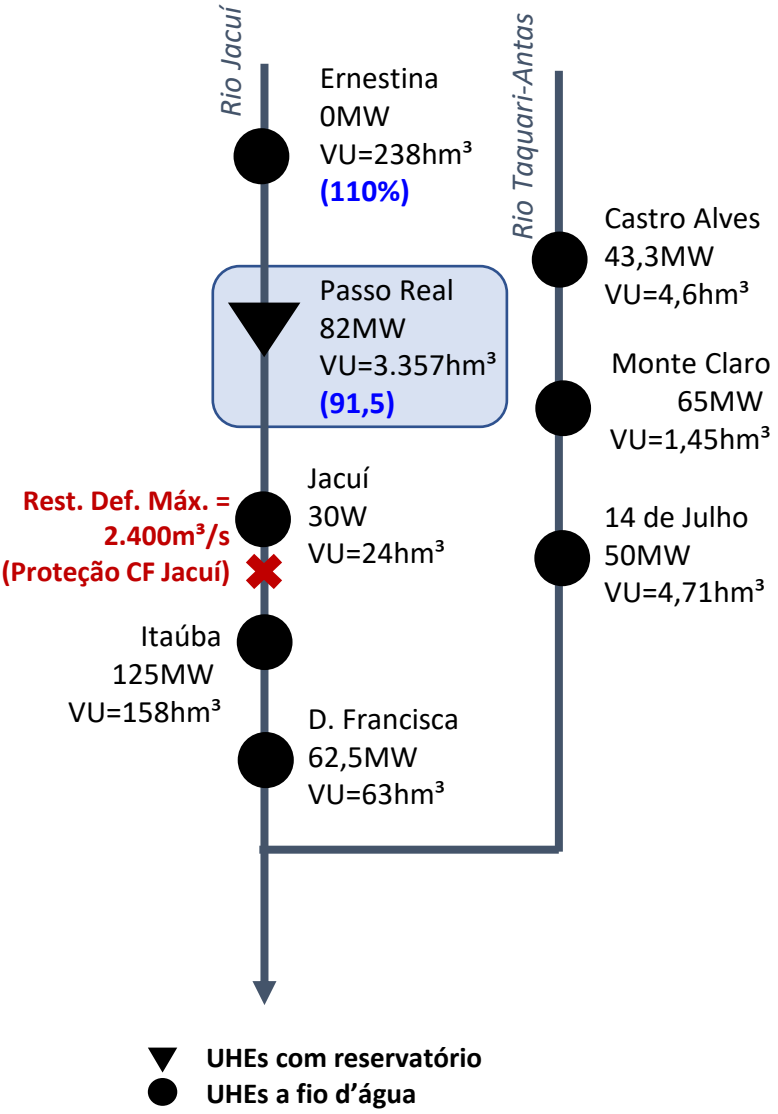 Rio Jacuí
Ernestina
0MW
VU=238hm³
(110%)
Passo Real
82MW
VU=3.357hm³
(91,5)
Jacuí
30W
VU=24hm³
Rest. Def. Máx. =
2.400m³/s
(Proteção CF Jacuí)
Itaúba
125MW
VU=158hm³
D. Francisca
62,5MW
VU=63hm³
Rio Taquari-Antas
Castro Alves
43,3MW
VU=4,6hm³
Monte Claro
65MW
VU=1,45hm³
14 de Julho
50MW
VU=4,71hm³
UHEs com reservatório
UHEs a fio d’água